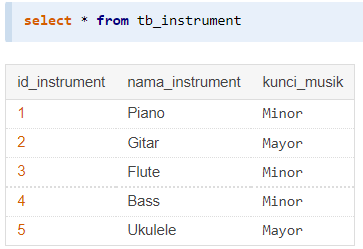 select * from tb_instrument
id_instrument nama_instrument kunci_musik
1 Piano Minor
2 Gitar Mayor
3 Flute Minor
4 Bass Minor
5 Ukulele Mayor